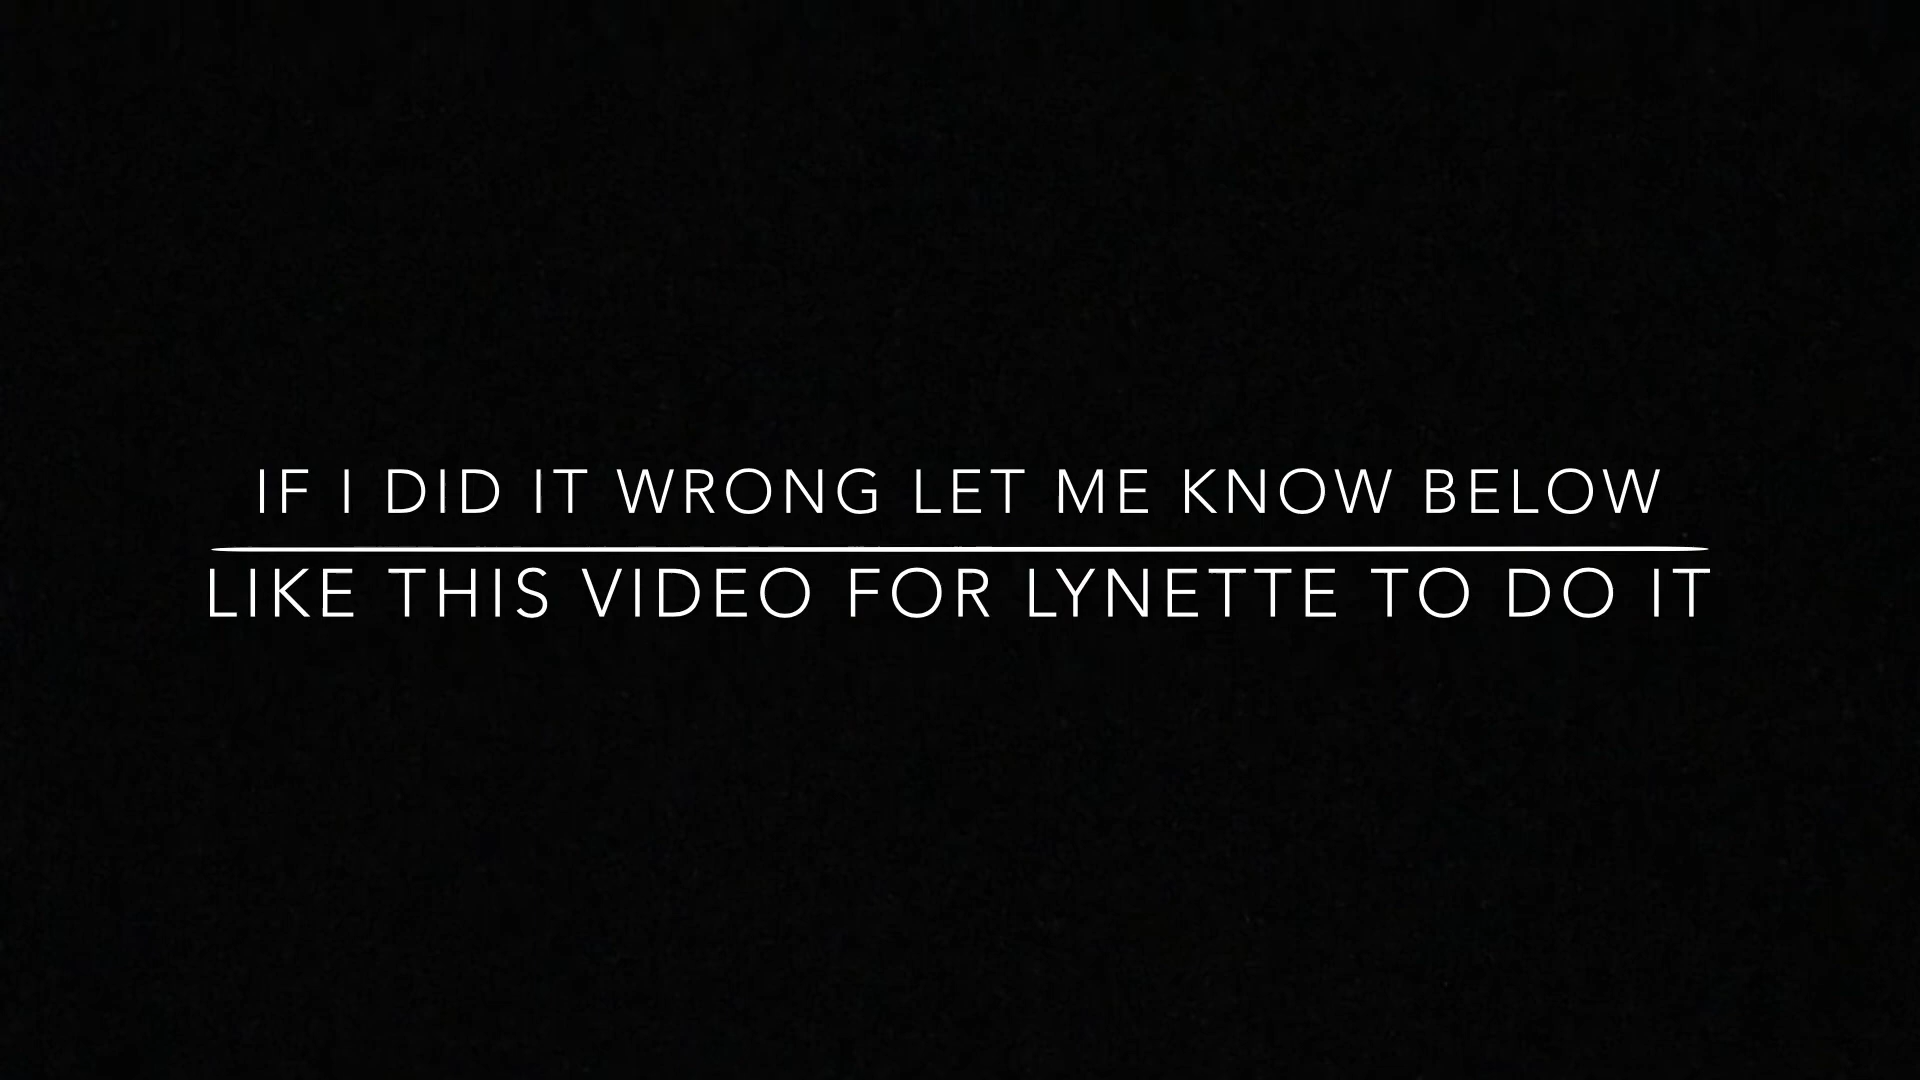 IF I DID IT WRONG LET ME KNOW BELOW
LIKE THIS VIDEO FOR LYNETTE TO DO IT